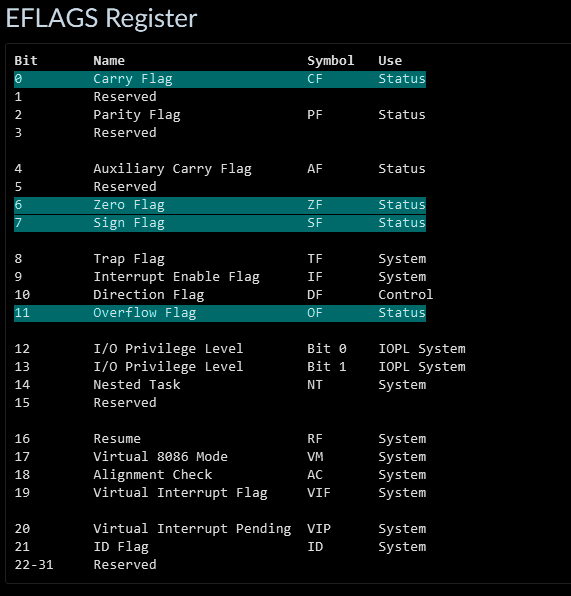 EFLAGS Register
Bit Name Symbol Use
0 Carry Flag CF Status
1 Reserved
2 Parity Flag PF Status
3 Reserved
4 Auxiliary Carry Flag AF Status
5 Reserved
6 Zero Flag ZF Status
7 Sign Flag SF Status
8 Trap Flag TF System
9 Interrupt Enable Flag IF System
10 Direction Flag DF Control
11 Overflow Flag OF Status
12 I/O Privilege Level Bit 0 IOPL System
13 I/O Privilege Level Bit 1 IOPL System
14 Nested Task NT System
15 Reserved
16 Resume RF System
17 Virtual 8086 Mode VM System
18 Alignment Check AC System
19 Virtual Interrupt Flag VIF System
20 Virtual Interrupt Pending VIP System
21 ID Flag ID System
22-31 Reserved